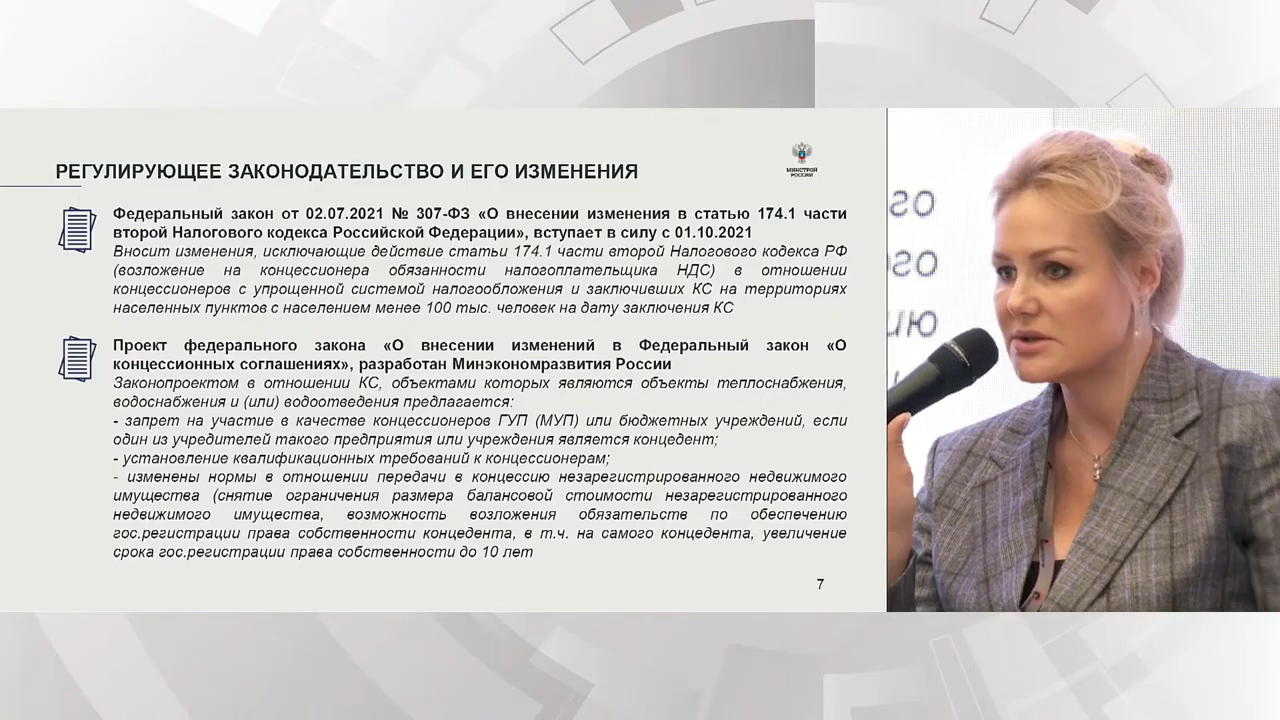 РЕГУЛИРУЮЩЕЕ ЗАКОНОДАТЕЛЬСТВО И ЕГО ИЗМЕНЕНИЯ
МИНСТРОЙ
РОССИИ
Федеральный закон от 02.07.2021 № 307-ФЗ «О внесении изменения в статью 174.1 части
второй Налогового кодекса Российской Федерации», вступает в силу с 01.10.2021
Вносит изменения, исключающие действие статьи 174.1 части второй Налогового кодекса РФ
(возложение на концессионера обязанности налогоплательщика НДС) в отношении
концессионеров с упрощенной системой налогообложения и заключивших КС на территориях
населенных пунктов с населением менее 100 тыс. человек на дату заключения КС
Проект федерального закона «О внесении изменений в Федеральный закон «О
концессионных соглашениях», разработан Минэкономразвития России
Законопроектом в отношении КС, объектами которых являются объекты теплоснабжения,
водоснабжения и (или) водоотведения предлагается:
- запрет на участие в качестве концессионеров ГУП (МУП) или бюджетных учреждений, если
один из учредителей такого предприятия или учреждения является концедент;
- установление квалификационных требований к концессионерам;
- изменены нормы в отношении передачи в концессию незарегистрированного недвижимого
имущества (снятие ограничения размера балансовой стоимости незарегистрированного
недвижимого имущества, возможность возложения обязательств по обеспечению
гос.регистрации права собственности концедента, в т.ч. на самого концедента, увеличение
срока гос.регистрации права собственности до 10 лет
7